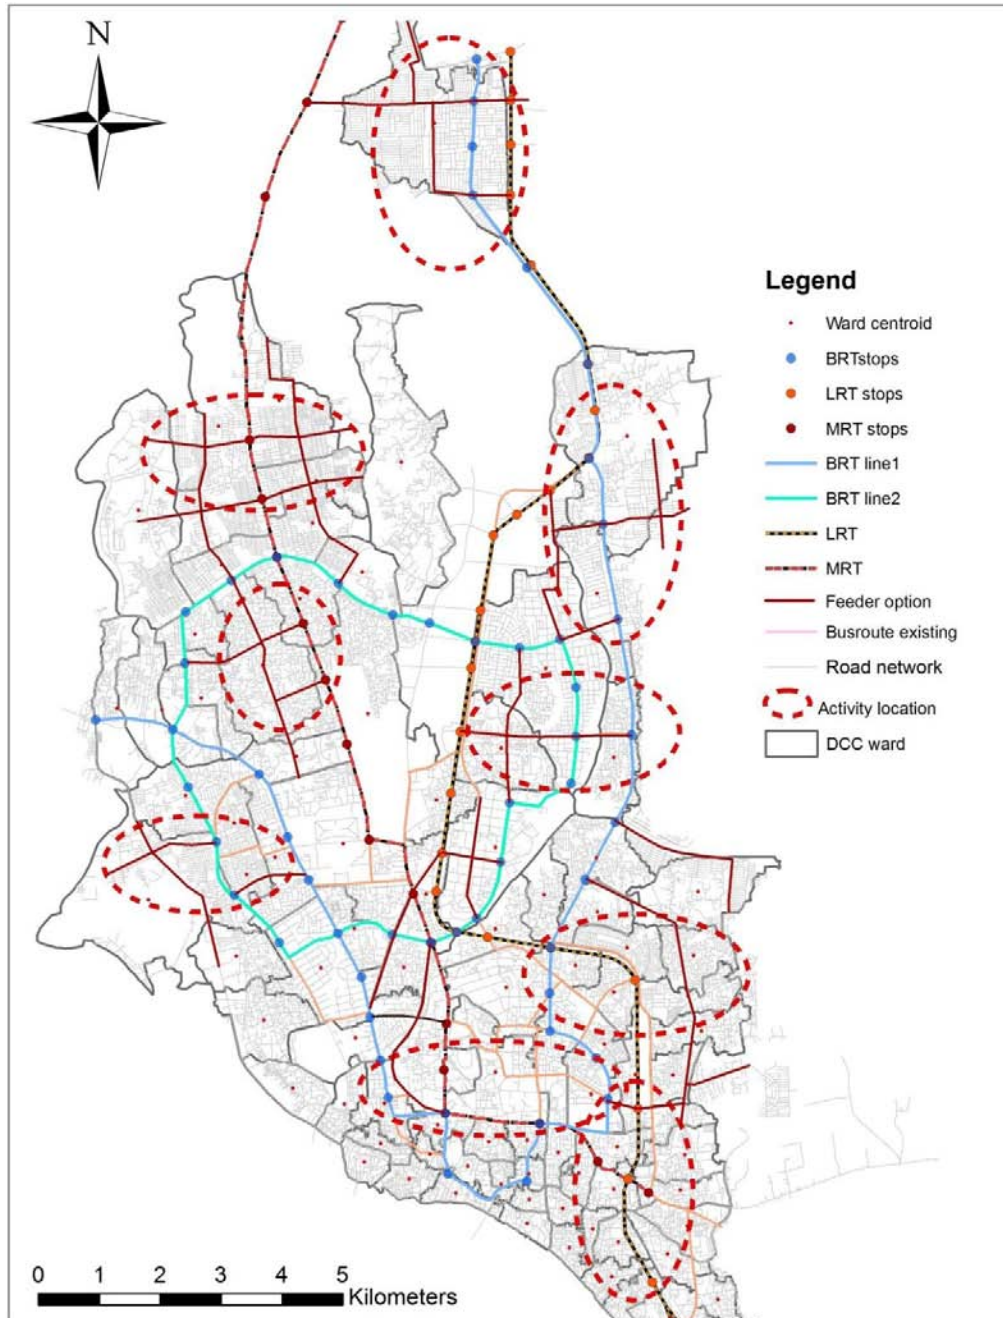 N
Legend
Ward centroid
BRTstops
LRT stops
MRT stops
BRT line1
BRT line2
LRT
MRT
Feeder option
Busroute existing
Road network
Activity location
DCC ward
0 1 2 3 4 5
Kilometers